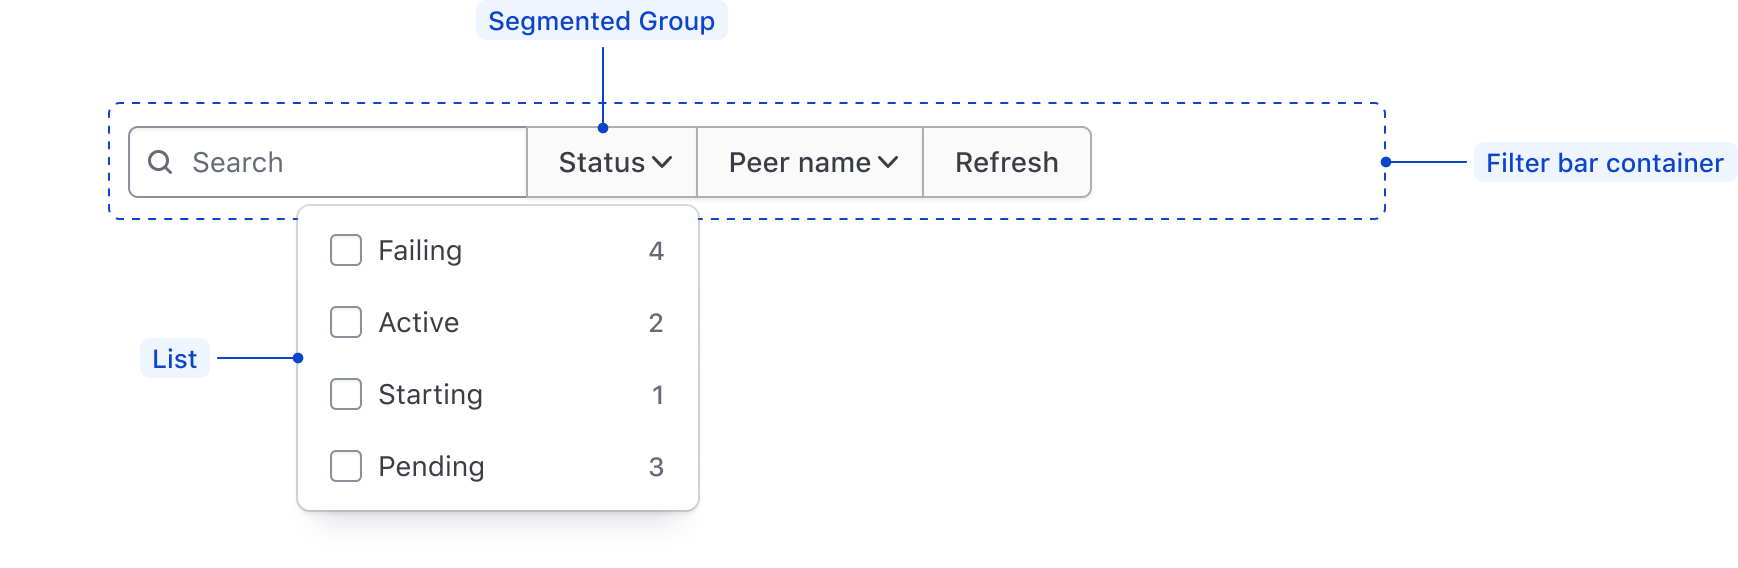 Segmented Group
Search
Status
Peer name
Refresh
Filter bar container
Failing 4
Active 2
List
Starting 1
Pending 3